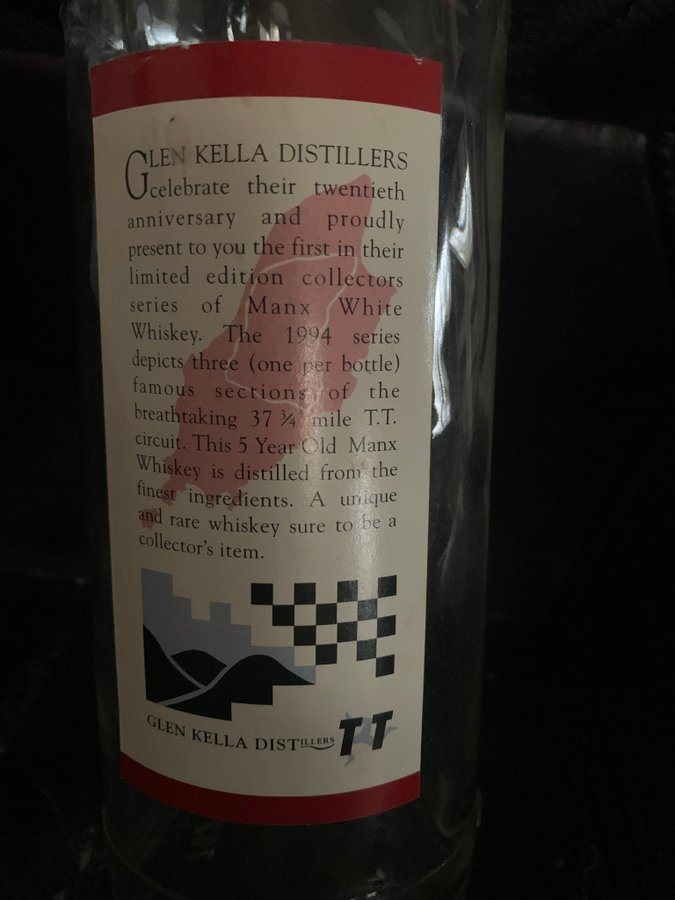 GLEN KELLA DISTILLERS
celebrate their twentieth
anniversary and proudly
present to you the first in their
limited edition collectors
series of Manx White
Whiskey. The 1994 series
depicts three (one per bottle)
famous sections of the
breathtaking 37 ¾ mile T.T.
circuit. This 5 Year Old Manx
Whiskey is distilled from the
finest ingredients. A unique
and rare whiskey sure to be a
collector's item.
GLEN KELLA DISTILLERS TT